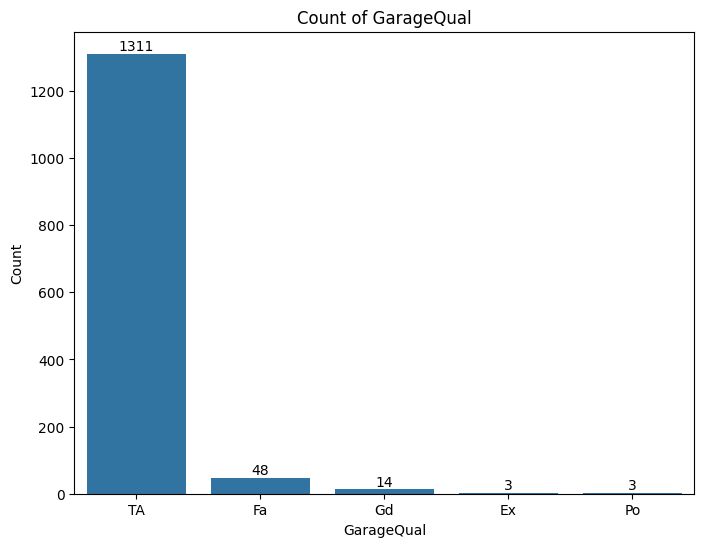 Count of GarageQual
1311
1200
1000
800
600
400
200
0
Count
48
14
3
3
TA
Fa
Gd
Ex
Po
GarageQual